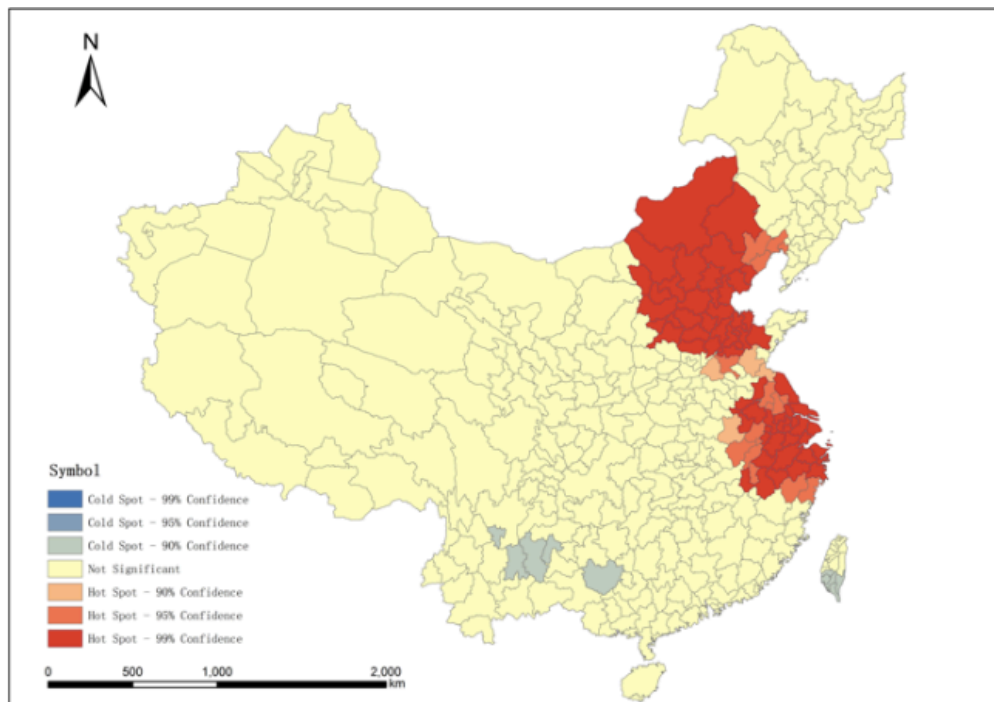 N
Symbol
Cold Spot - 99% Confidence
Cold Spot - 95% Confidence
Cold Spot - 90% Confidence
Not Significant
Hot Spot - 90% Confidence
Hot Spot - 95% Confidence
Hot Spot - 99% Confidence
0 500 1,000 2,000
km